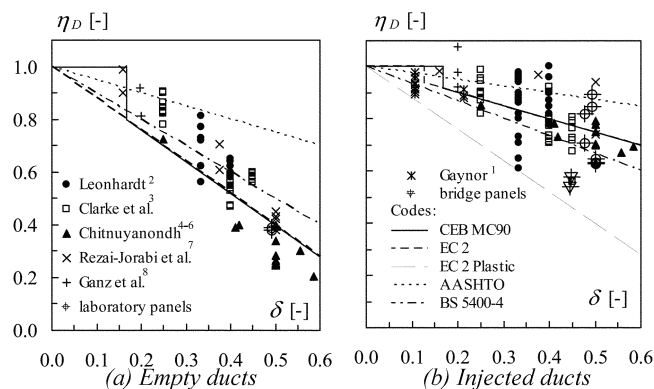 η_D [-]
η_D [-]
1.0
0.8
0.6
0.4
0.2
0.0
Leonhardt ²
Clarke et al. ³
Chitnuyanondh ⁴⁻⁶
Rezai-Jorabi et al. ⁷
Ganz et al. ⁸
laboratory panels
δ [-]
0.0 0.1 0.2 0.3 0.4 0.5 0.6
(a) Empty ducts
Gaynor ¹
bridge panels
Codes:
CEB MC90
EC 2
EC 2 Plastic
AASHTO
BS 5400-4
δ [-]
0.0 0.1 0.2 0.3 0.4 0.5 0.6
(b) Injected ducts